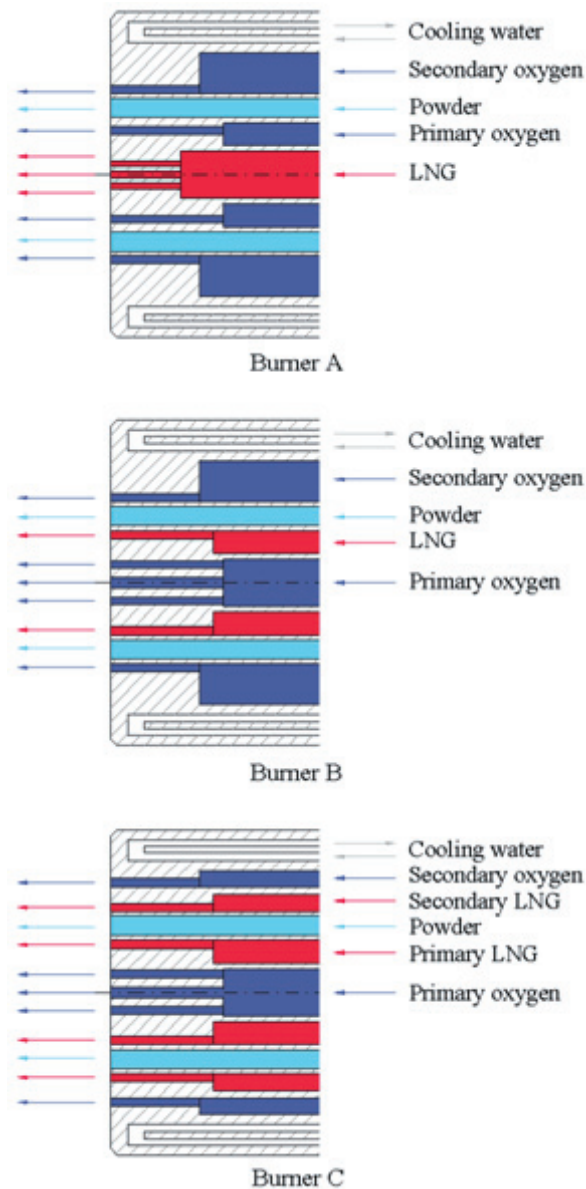 Cooling water
Secondary oxygen
Powder
Primary oxygen
LNG
Burner A
Cooling water
Secondary oxygen
Powder
LNG
Primary oxygen
Burner B
Cooling water
Secondary oxygen
Secondary LNG
Powder
Primary LNG
Primary oxygen
Burner C